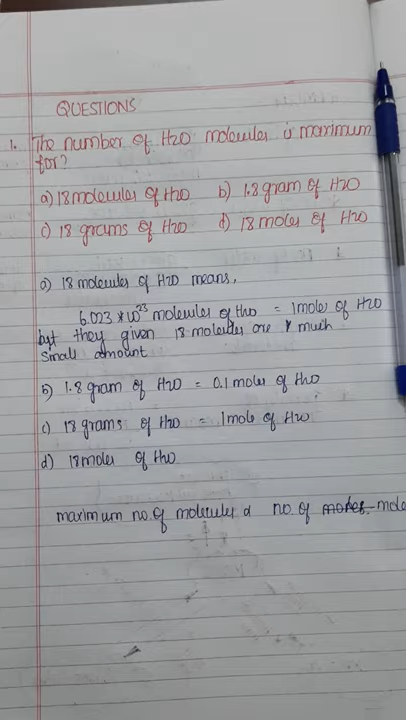 QUESTIONS
1. The number of H2O molecules is maximum
for?
a) 18 molecules of H2O b) 1.8 gram of H2O
c) 18 grams of H2O d) 18 moles of H2O
a) 18 molecules of H2O means,
6.023 * 10^23 molecules of H2O = 1 mole of H2O
but they given 18 molecules are much
small amount
b) 1.8 gram of H2O = 0.1 moles of H2O
c) 18 grams of H2O = 1 mole of H2O
d) 18 moles of H2O
maximum no. of molecules α no of moles mole